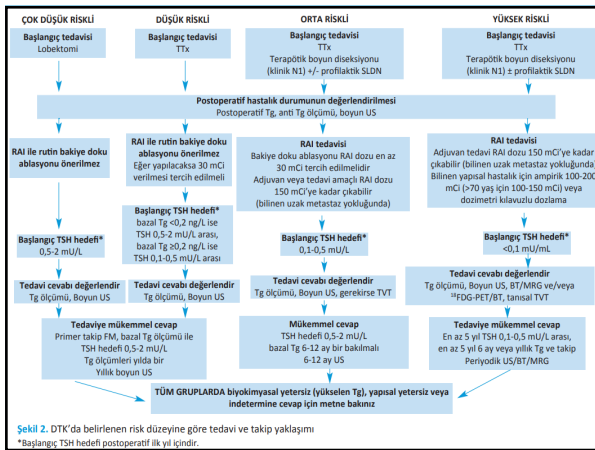 ÇOK DÜŞÜK RİSKLİ
Başlangıç tedavisi
Lobektomi
DÜŞÜK RİSKLİ
Başlangıç tedavisi
TTx
ORTA RİSKLİ
Başlangıç tedavisi
TTx
Terapötik boyun diseksiyonu
(klinik N1) +/- profilaktik SLDN
YÜKSEK RİSKLİ
Başlangıç tedavisi
TTx
Terapötik boyun diseksiyonu
(klinik N1) ± profilaktik SLDN
Postoperatif hastalık durumunun değerlendirilmesi
Postoperatif Tg, anti Tg ölçümü, boyun US
RAI ile rutin bakiye doku
ablasyonu önerilmez
RAI ile rutin bakiye doku
ablasyonu önerilmez
Eğer yapılacaksa 30 mCi
verilmesi tercih edilmeli
RAI tedavisi
Bakiye doku ablasyonu RAI dozu en az
30 mCi tercih edilmelidir
Adjuvan veya tedavi amaçlı RAI dozu
150 mCi'ye kadar çıkabilir
(bilinen uzak metastaz yokluğunda)
RAI tedavisi
Adjuvan tedavi RAI dozu 150 mCi'ye kadar
çıkabilir (bilinen uzak metastaz yokluğunda)
Bilinen yapısal hastalık için ampirik 100-200
mCi (>70 yaş için 100-150 mCi) veya
dozimetri kılavuzlu dozlama
Başlangıç TSH hedefi*
0,5-2 mU/L
Başlangıç TSH hedefi*
bazal Tg <0,2 ng/L ise
TSH 0,5-2 mU/L arası,
bazal Tg ≥0,2 ng/L ise
TSH 0,1-0,5 mU/L arası
Başlangıç TSH hedefi*
0,1-0,5 mU/L
Başlangıç TSH hedefi*
<0,1 mU/mL
Tedavi cevabı değerlendir
Tg ölçümü, Boyun US
Tedavi cevabı değerlendir
Tg ölçümü, Boyun US
Tedavi cevabı değerlendir
Tg ölçümü, Boyun US, gerekirse TVT
Tedavi cevabı değerlendir
Tg ölçümü, Boyun US, BT/MRG ve/veya
¹⁸FDG-PET/BT, tanısal TVT
Tedaviye mükemmel cevap
Primer takip FM, bazal Tg ölçümü ile
TSH hedefi 0,5-2 mU/L
Tg ölçümleri yılda bir
Yıllık boyun US
Mükemmel cevap
TSH hedefi 0,5-2 mU/L
bazal Tg 6-12 ay bir bakılmalı
6-12 ay US
Tedaviye mükemmel cevap
En az 5 yıl TSH 0,1-0,5 mU/L arası,
en az 5 yıl 6 ay veya yıllık Tg ve takip
Periyodik US/BT/MRG
TÜM GRUPLARDA biyokimyasal yetersiz (yükselen Tg), yapısal yetersiz veya
indetermine cevap için metne bakınız
Şekil 2. DTK'da belirlenen risk düzeyine göre tedavi ve takip yaklaşımı
*Başlangıç TSH hedefi postoperatif ilk yıl içindir.